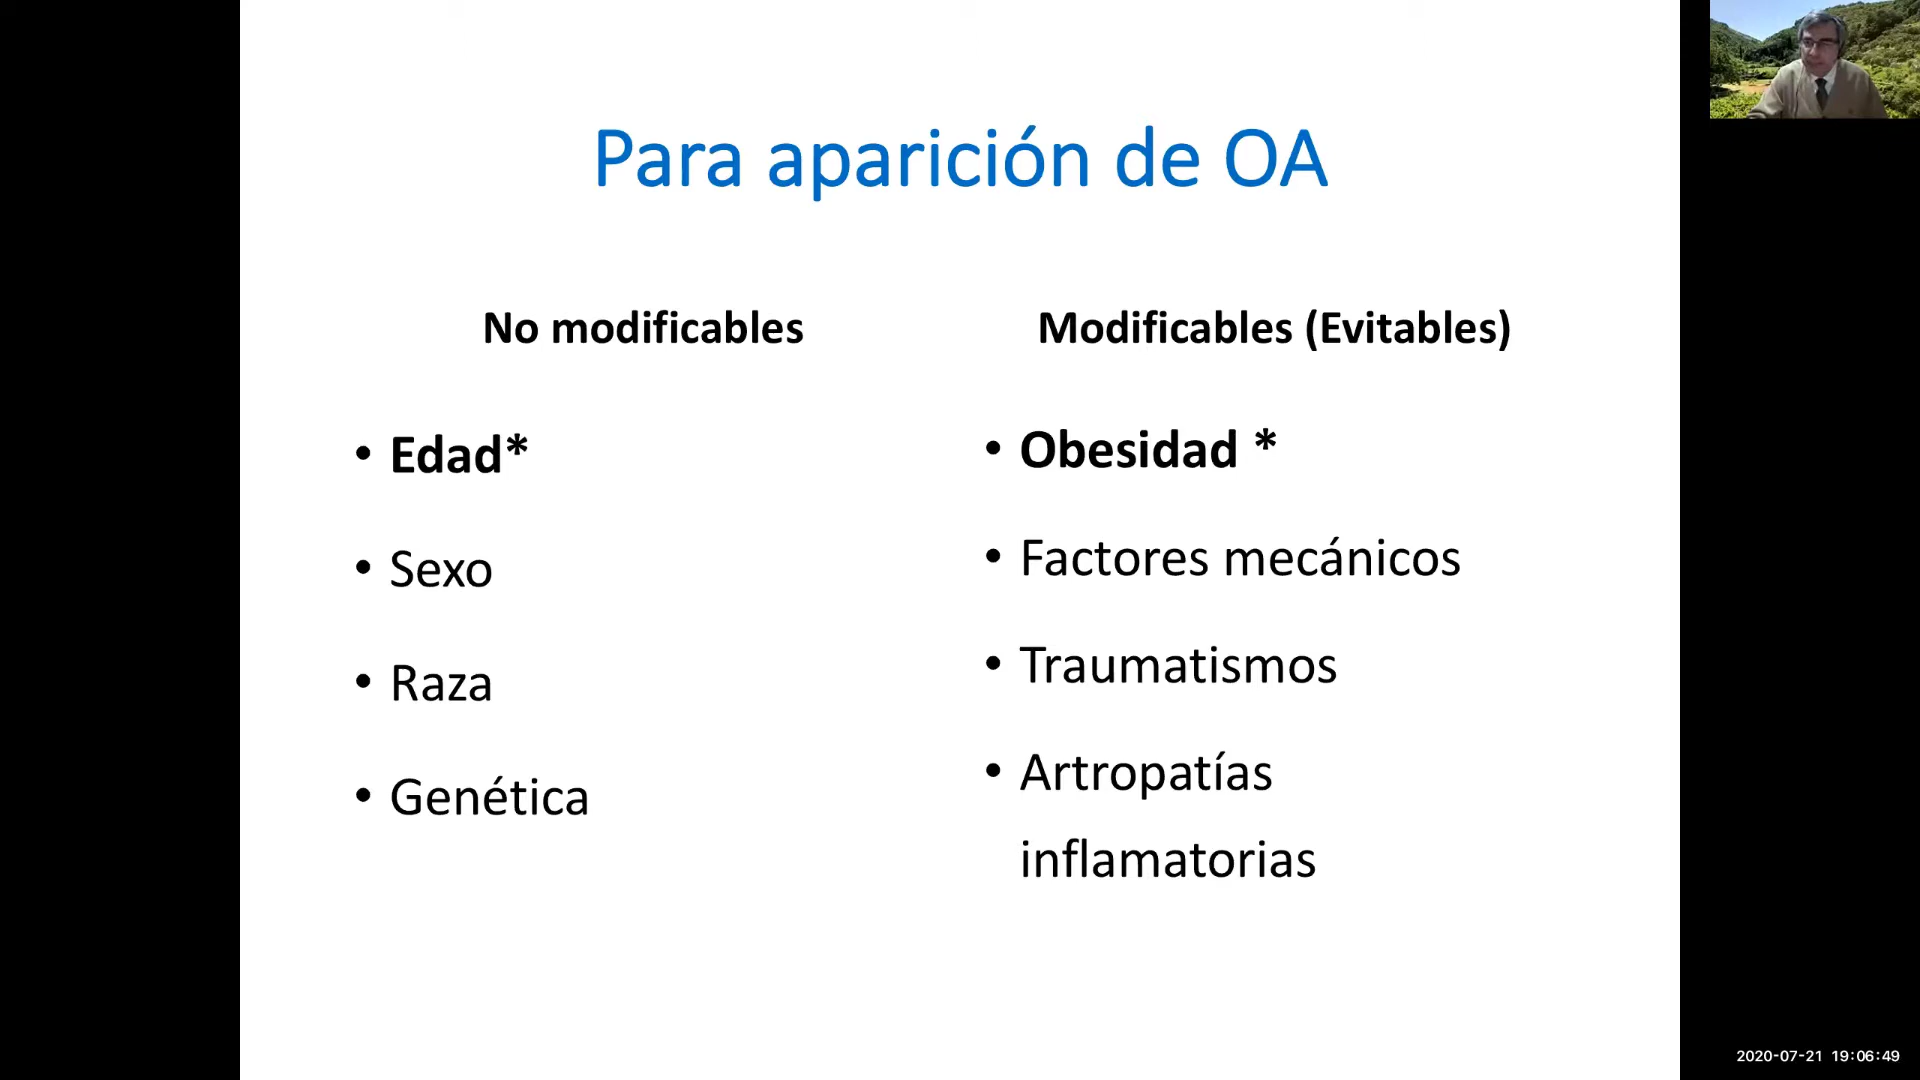 Para aparición de OA
No modificables
• Edad*
• Sexo
• Raza
• Genética
Modificables (Evitables)
• Obesidad *
• Factores mecánicos
• Traumatismos
• Artropatías
inflamatorias
2020-07-21 19:06:49